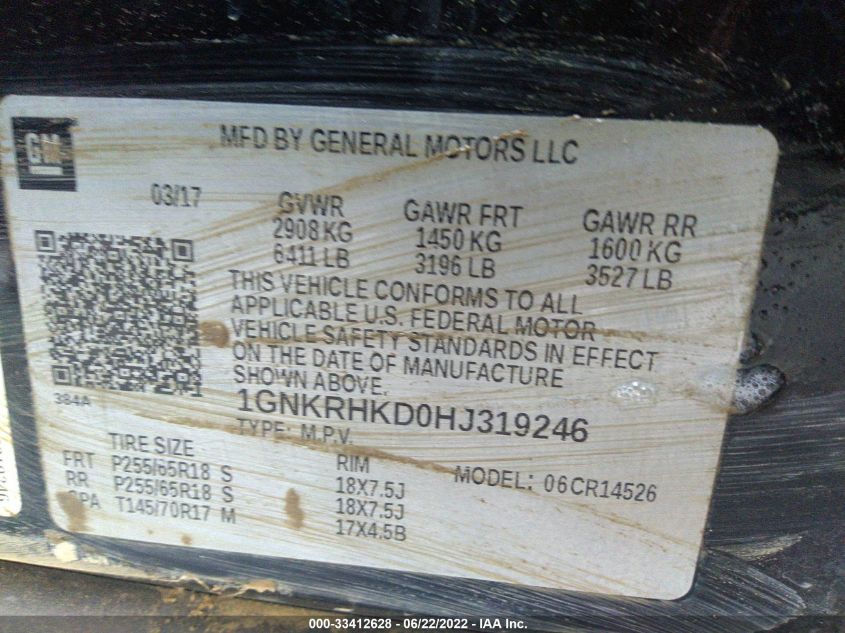 GM
MFD BY GENERAL MOTORS LLC
03/17
GVWR GAWR FRT GAWR RR
2908 KG 1450 KG 1600 KG
6411 LB 3196 LB 3527 LB
THIS VEHICLE CONFORMS TO ALL
APPLICABLE U.S. FEDERAL MOTOR
VEHICLE SAFETY STANDARDS IN EFFECT
ON THE DATE OF MANUFACTURE
SHOWN ABOVE.
384A
1GNKRHKD0HJ319246
TYPE: M.P.V.
MODEL: 06CR14526
TIRE SIZE RIM
FRT P255/65R18 S 18X7.5J
RR P255/65R18 S 18X7.5J
SPA T145/70R17 M 17X4.5B
000-33412628 - 06/22/2022 - IAA Inc.